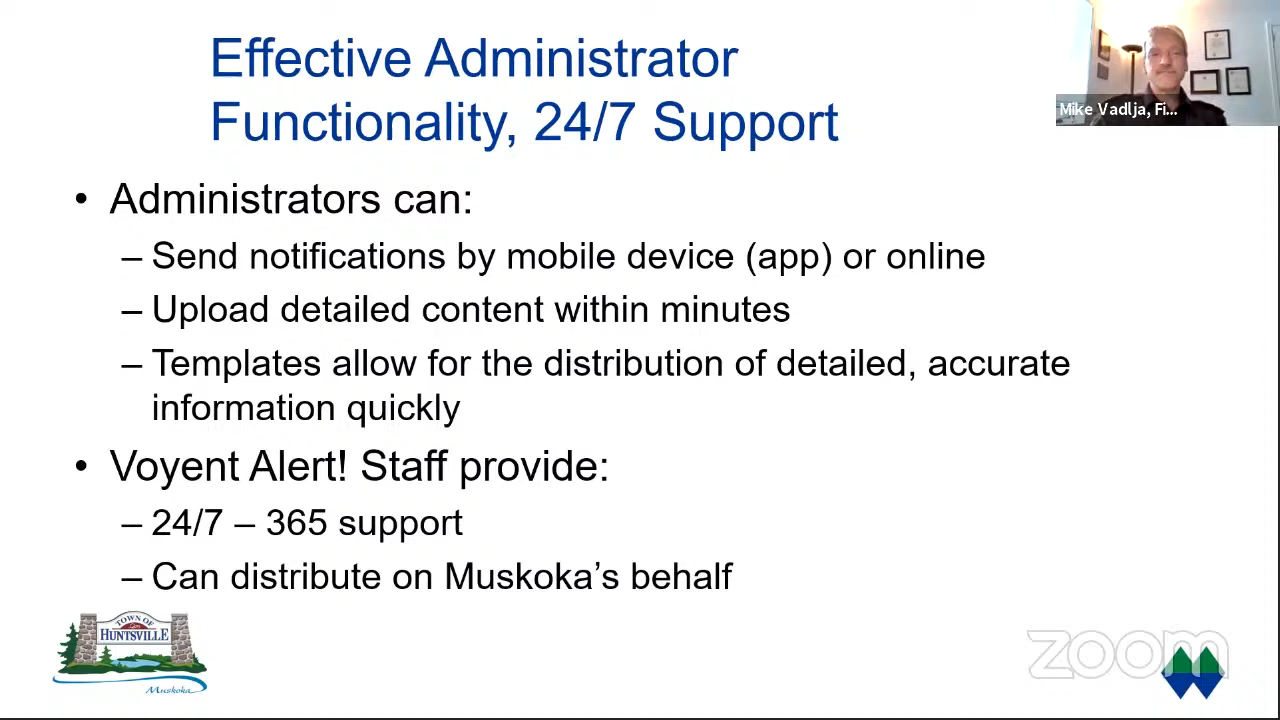 Effective Administrator
Functionality, 24/7 Support
Mike Vadlja, Fi...
• Administrators can:
– Send notifications by mobile device (app) or online
– Upload detailed content within minutes
– Templates allow for the distribution of detailed, accurate
information quickly
• Voyent Alert! Staff provide:
– 24/7 – 365 support
– Can distribute on Muskoka’s behalf
TOWN OF
HUNTSVILLE
Muskoka
zoom